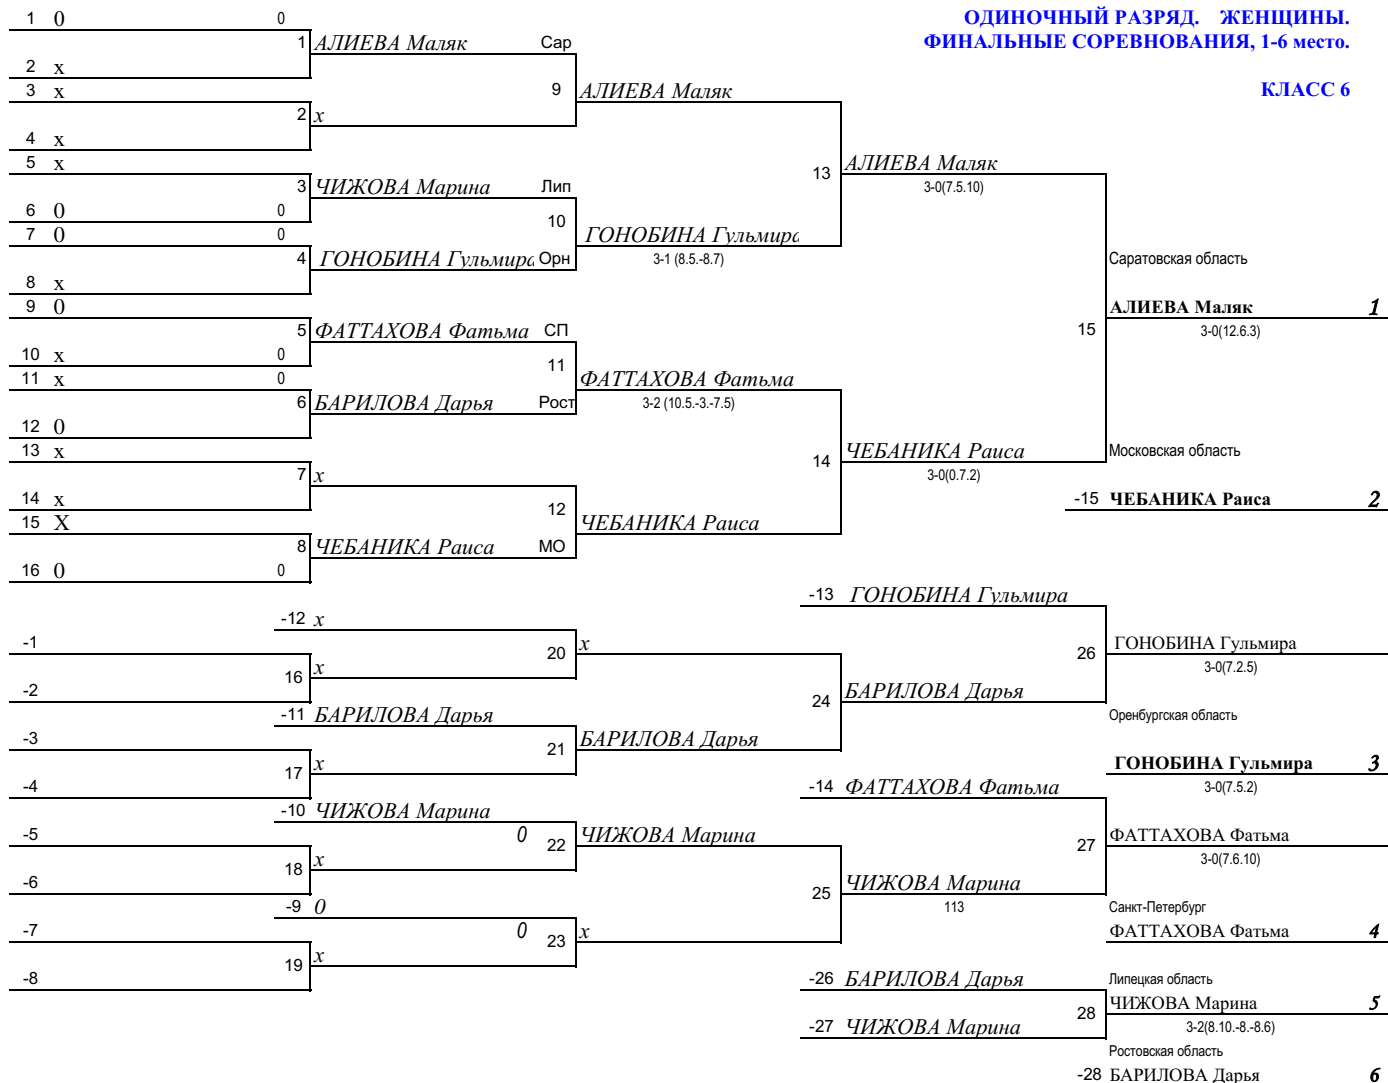 ОДИНОЧНЫЙ РАЗРЯД. ЖЕНЩИНЫ.
ФИНАЛЬНЫЕ СОРЕВНОВАНИЯ, 1-6 место.
КЛАСС 6
1 0 0
1 АЛИЕВА Маляк Сар
2 x
3 x
9 АЛИЕВА Маляк
2 x
4 x
5 x
13 АЛИЕВА Маляк
3-0(7.5.10)
3 ЧИЖОВА Марина Лип
6 0 0
10 ГОНОБИНА Гульмира
3-1 (8.5.-8.7)
7 0 0
4 ГОНОБИНА Гульмира Орн
8 x
Саратовская область
9 0
АЛИЕВА Маляк 1
15 3-0(12.6.3)
5 ФАТТАХОВА Фатьма СП
10 x 0
11 ФАТТАХОВА Фатьма
3-2 (10.5.-3.-7.5)
11 x 0
6 БАРИЛОВА Дарья Рост
12 0
13 x
14 ЧЕБАНИКА Раиса
3-0(0.7.2)
Московская область
7 x
14 x
-15 ЧЕБАНИКА Раиса 2
12 ЧЕБАНИКА Раиса
15 X
8 ЧЕБАНИКА Раиса МО
16 0 0
-13 ГОНОБИНА Гульмира
-12 x
-1
20 x
26 ГОНОБИНА Гульмира
3-0(7.2.5)
16 x
-2
24 БАРИЛОВА Дарья
-11 БАРИЛОВА Дарья
Оренбургская область
-3
21 БАРИЛОВА Дарья
17 x
ГОНОБИНА Гульмира 3
3-0(7.5.2)
-4
-14 ФАТТАХОВА Фатьма
-10 ЧИЖОВА Марина
-5
0 22 ЧИЖОВА Марина
27 ФАТТАХОВА Фатьма
3-0(7.6.10)
18 x
-6
25 ЧИЖОВА Марина
113
-9 0
Санкт-Петербург
-7
0 23 x
ФАТТАХОВА Фатьма 4
19 x
-8
-26 БАРИЛОВА Дарья
Липецкая область
28 ЧИЖОВА Марина 5
3-2(8.10.-8.-8.6)
-27 ЧИЖОВА Марина
Ростовская область
-28 БАРИЛОВА Дарья 6